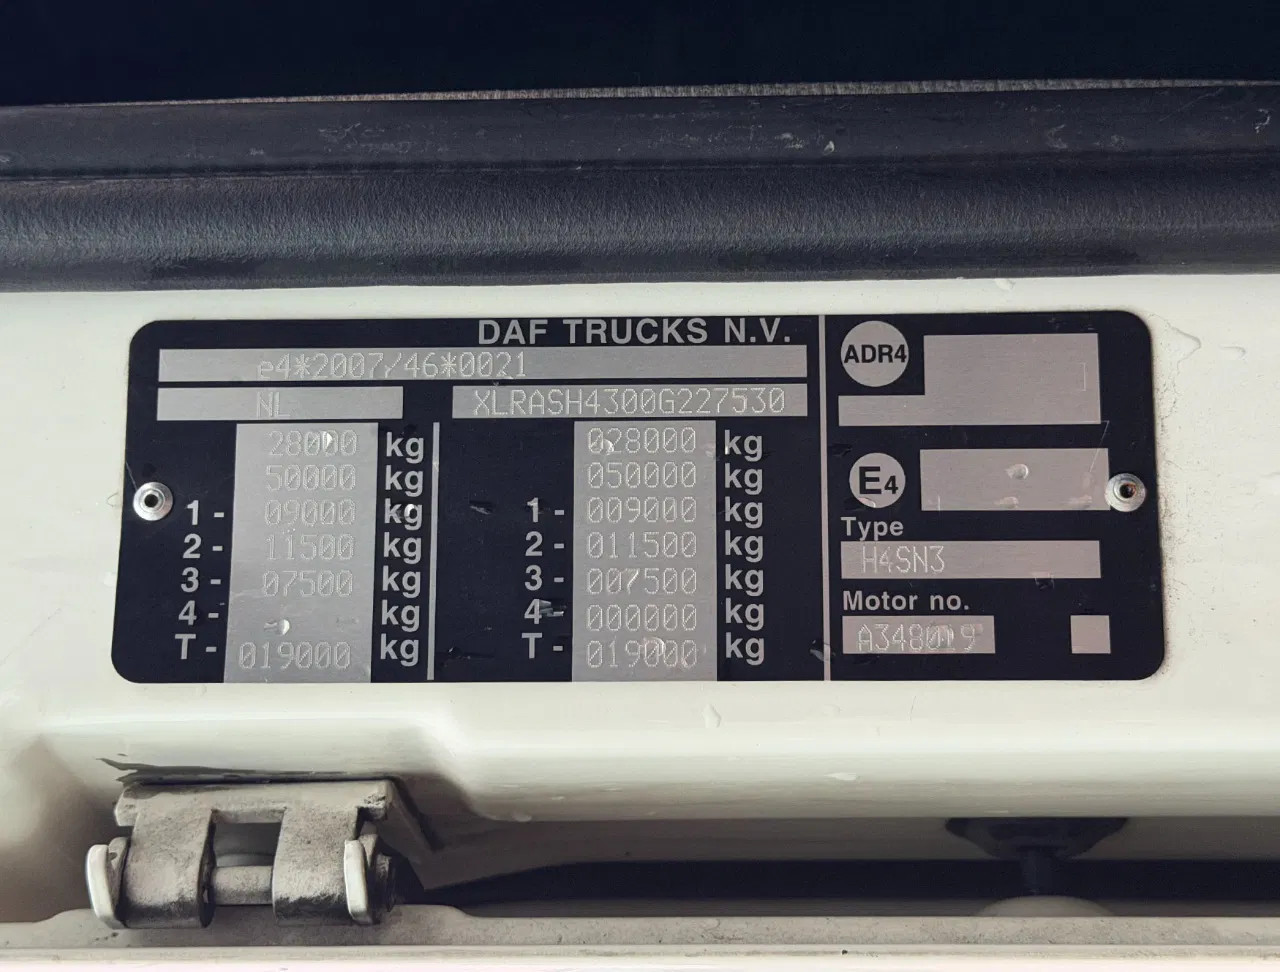 DAF TRUCKS N.V.
e4*2007/46*0021
NL XLRASH4300G227530
28000 kg 028000 kg
50000 kg 050000 kg
1- 09000 kg 1- 009000 kg
2- 11500 kg 2- 011500 kg
3- 07500 kg 3- 007500 kg
4- kg 4- 000000 kg
T- 019000 kg T- 019000 kg
ADR4
E4
Type
H4SN3
Motor no.
A348019